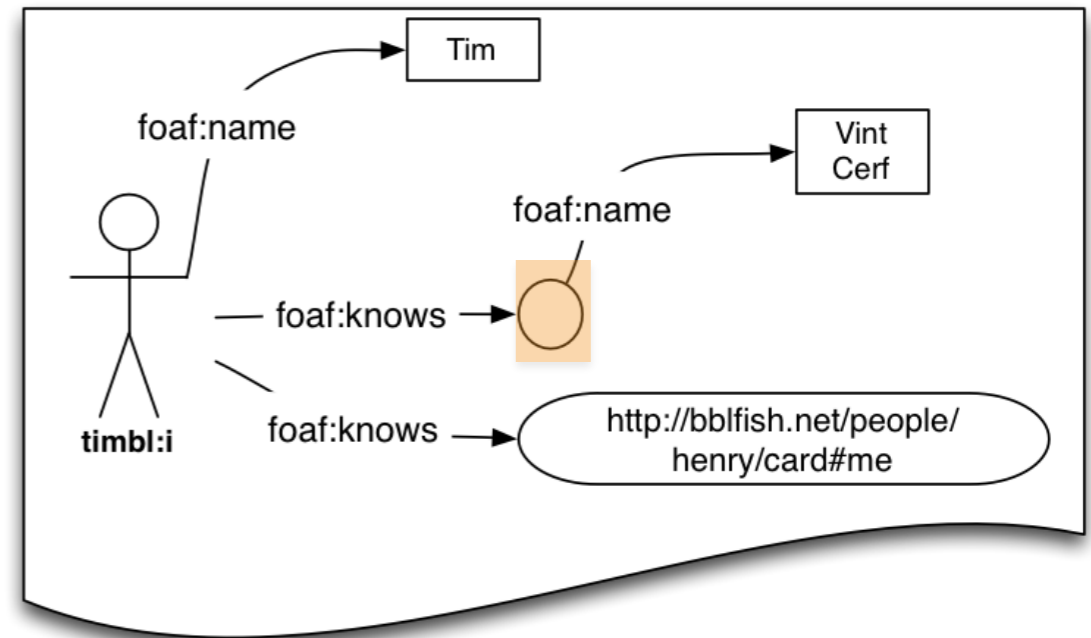 Tim
foaf:name
Vint
Cerf
foaf:name
foaf:knows
timbl:i
foaf:knows
http://bblfish.net/people/
henry/card#me